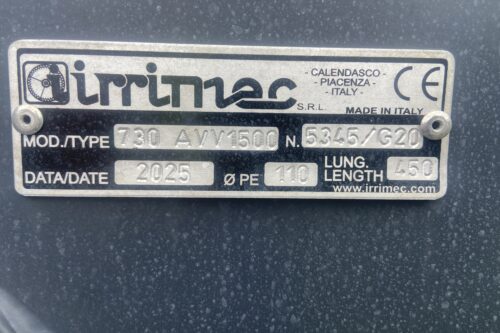 irrimec S.R.L.
- CALENDASCO -
PIACENZA
- ITALY -
CE
MADE IN ITALY
MOD./TYPE 730 AVV1500 N. 5345/G20
DATA/DATE 2025 Ø PE 110 LUNG. LENGTH 450
www.irrimec.com